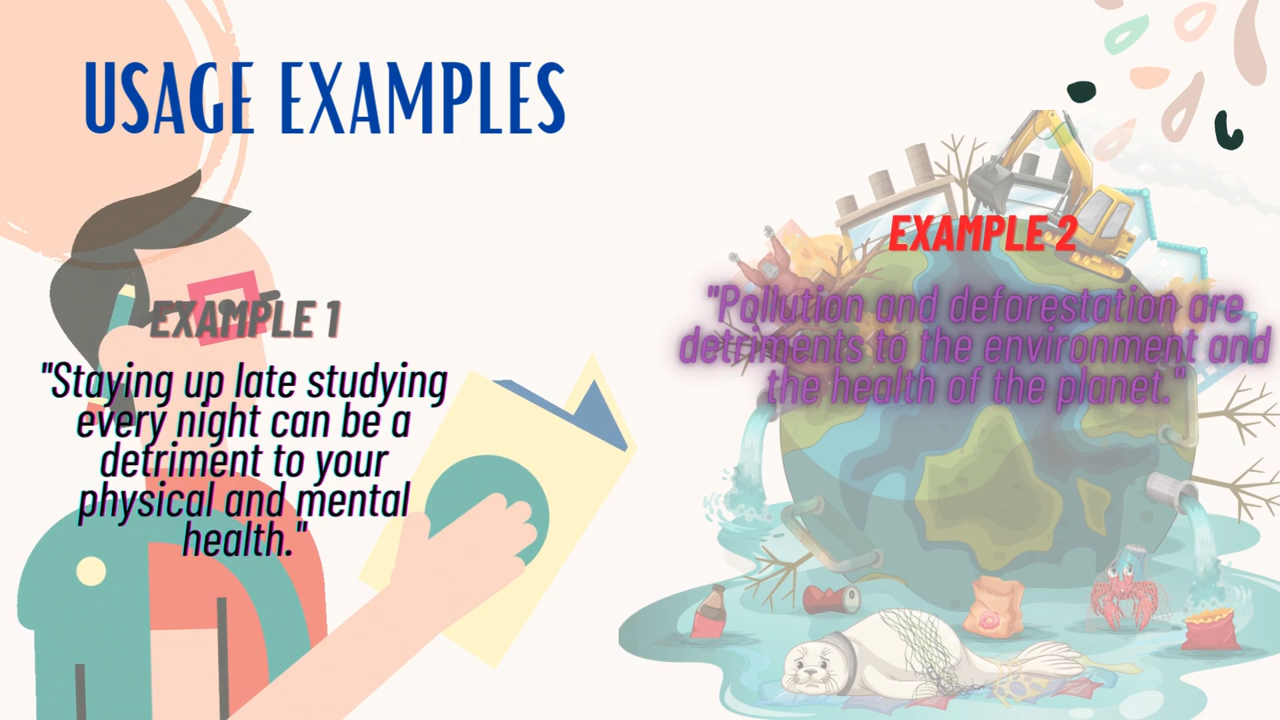 USAGE EXAMPLES
EXAMPLE 1
"Staying up late studying
every night can be a
detriment to your
physical and mental
health."
EXAMPLE 2
"Pollution and deforestation are
detriments to the environment and
the health of the planet."